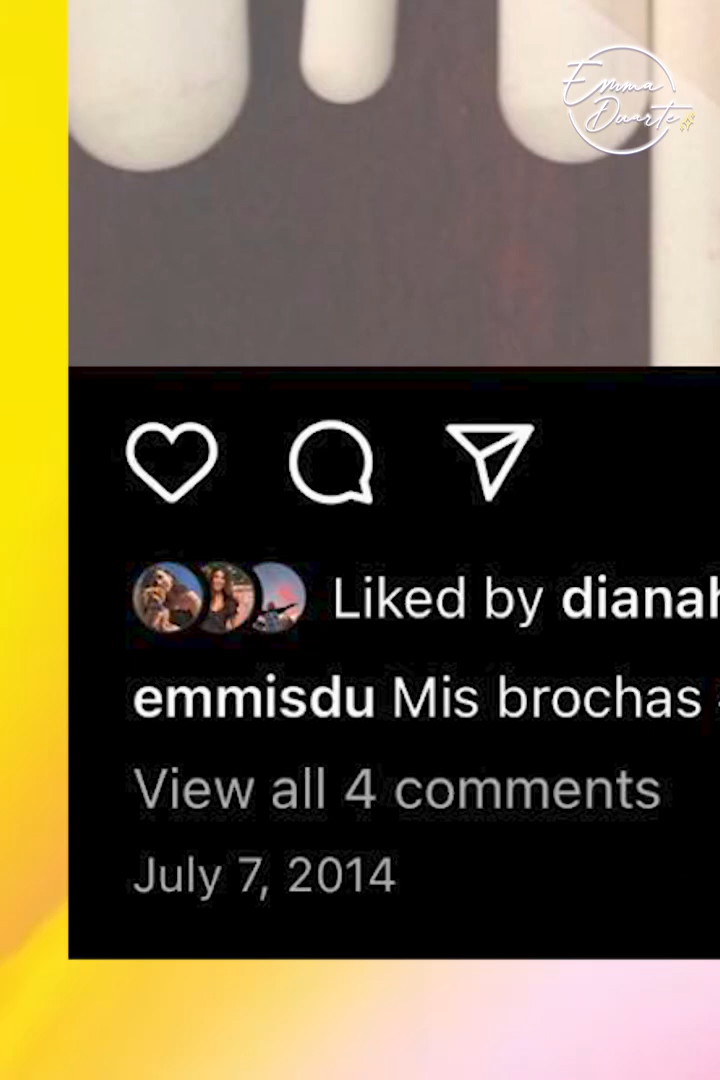 Emma
Duarte
Liked by dianah
emmisdu Mis brochas
View all 4 comments
July 7, 2014